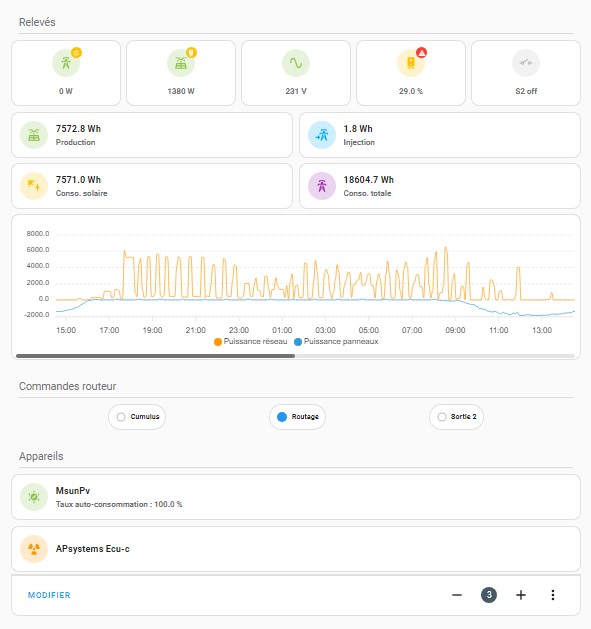 Relevés
0 W
1380 W
231 V
29.0 %
S2 off
7572.8 Wh
Production
1.8 Wh
Injection
7571.0 Wh
Conso. solaire
18604.7 Wh
Conso. totale
8000.0
6000.0
4000.0
2000.0
0.0
-2000.0
15:00 17:00 19:00 21:00 23:00 01:00 03:00 05:00 07:00 09:00 11:00 13:00
Puissance réseau Puissance panneaux
Commandes routeur
Cumulus Routage Sortie 2
Appareils
MsunPv
Taux auto-consommation : 100.0 %
APsystems Ecu-c
MODIFIER
3